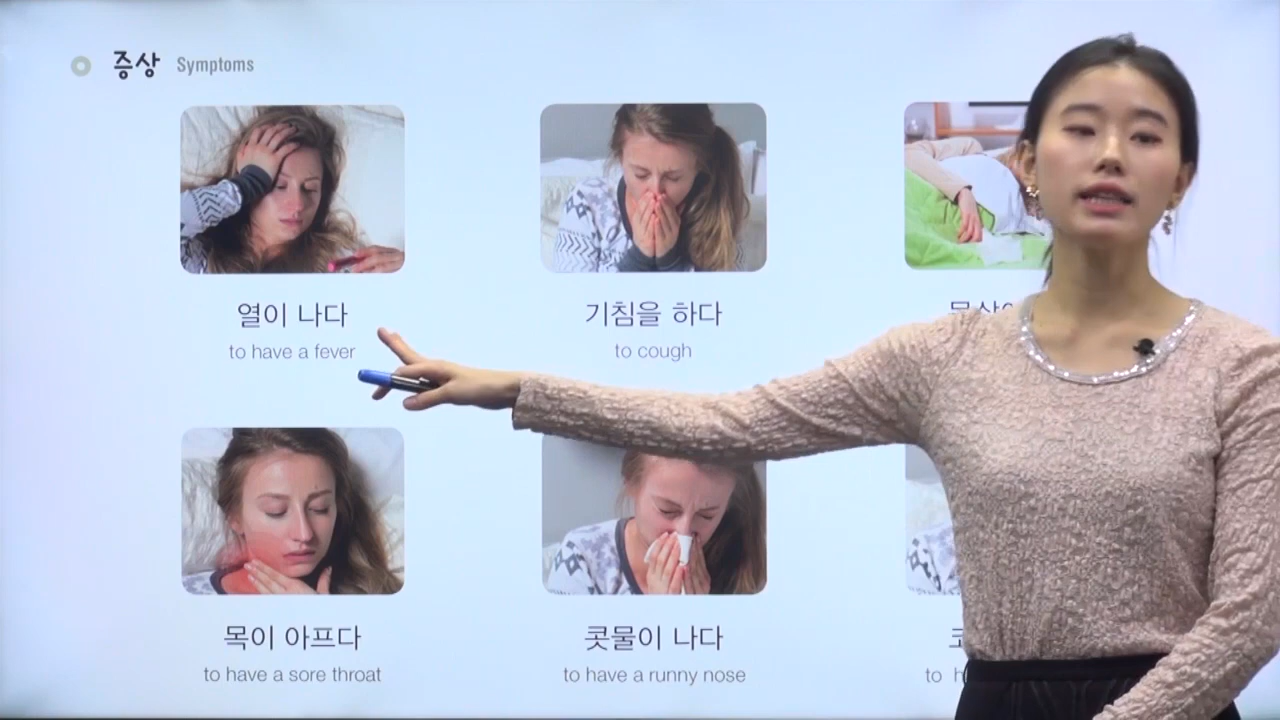 증상 Symptoms
열이 나다
to have a fever
기침을 하다
to cough
목이 아프다
to have a sore throat
콧물이 나다
to have a runny nose
to